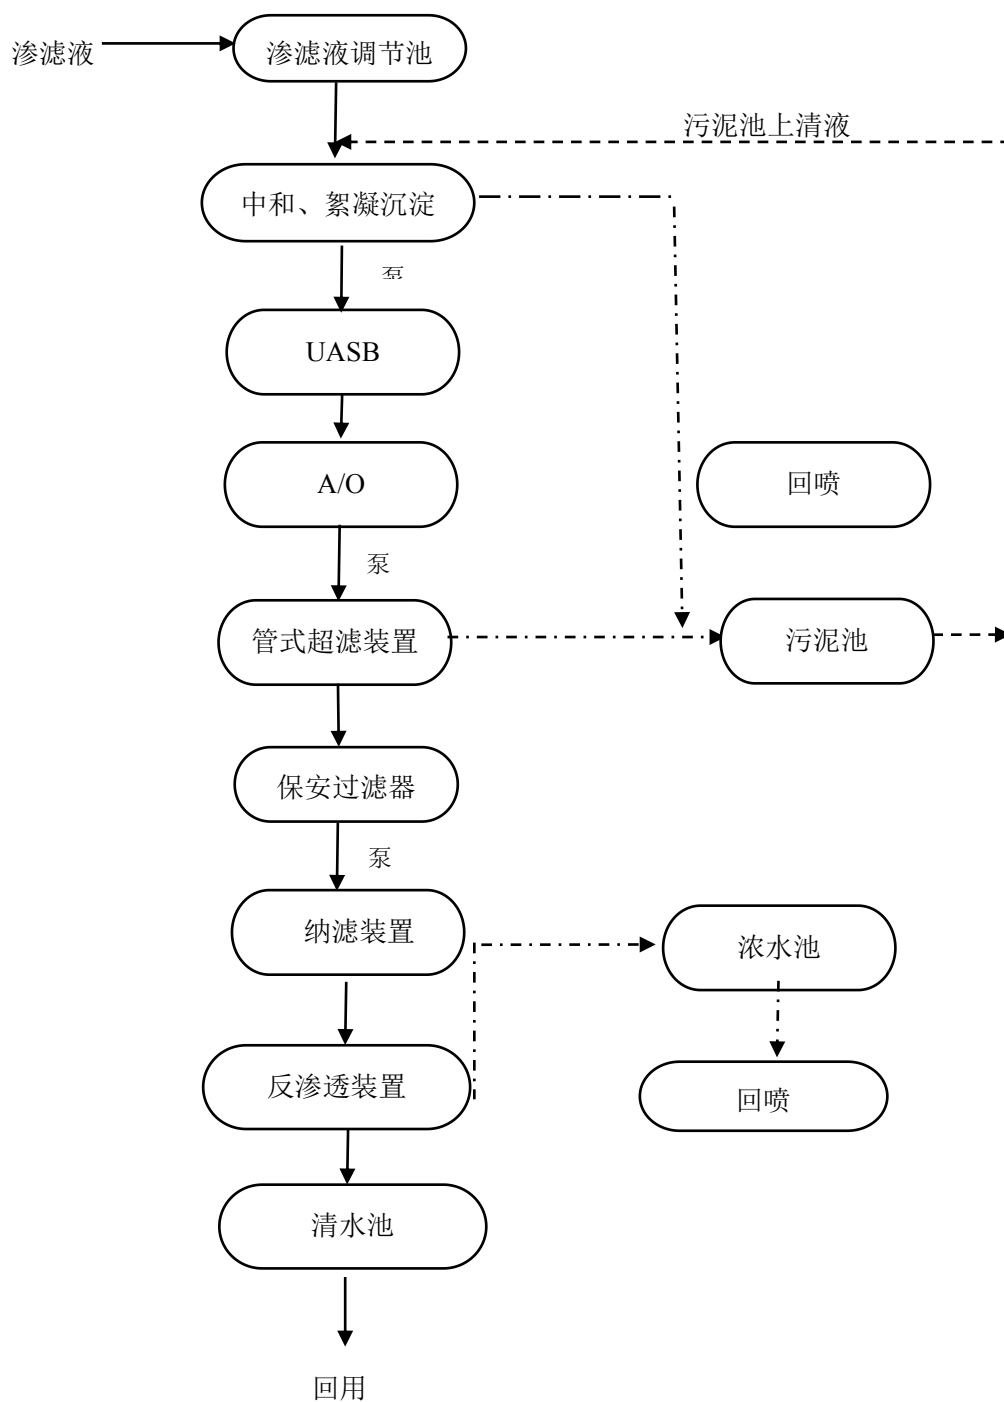 渗滤液
渗滤液调节池
污泥池上清液
中和、絮凝沉淀
泵
UASB
A/O
回喷
泵
管式超滤装置
污泥池
保安过滤器
泵
纳滤装置
浓水池
反渗透装置
回喷
清水池
回用